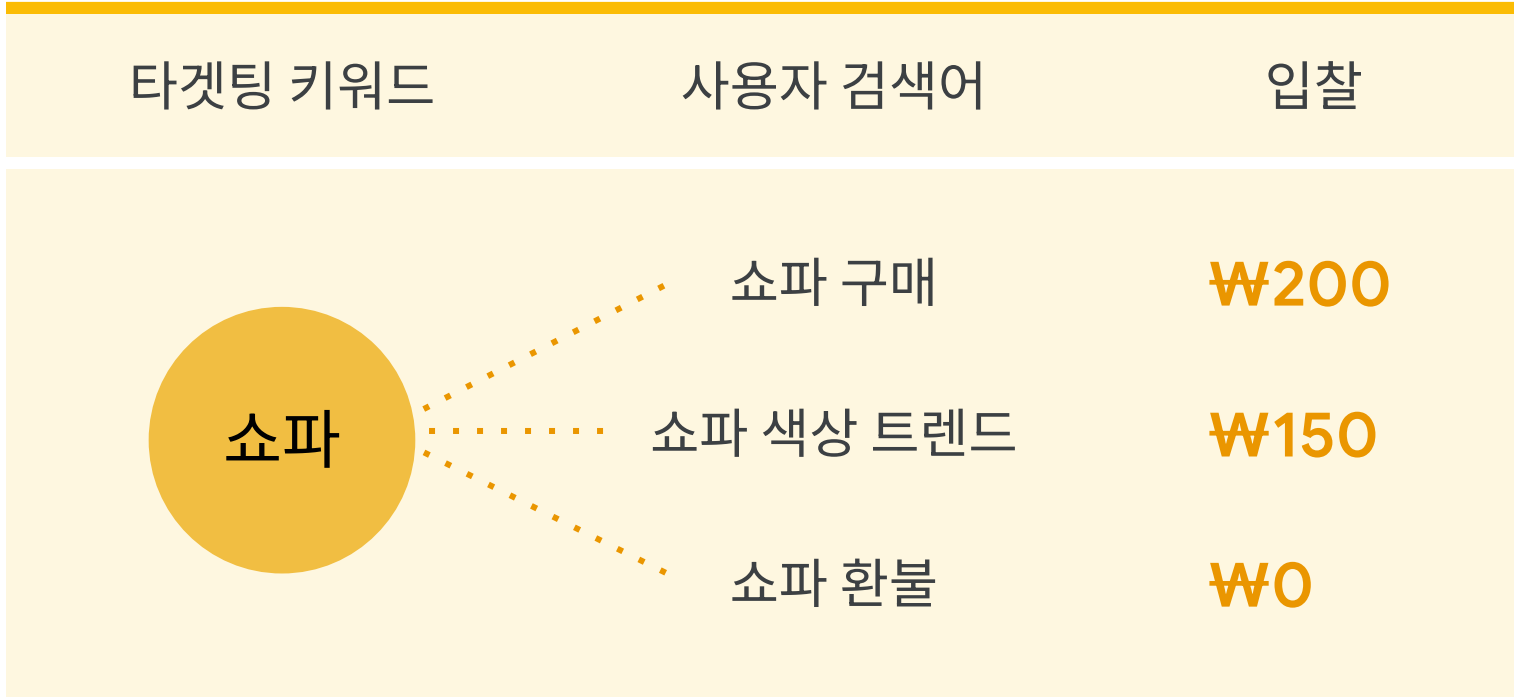 타겟팅 키워드 사용자 검색어 입찰
쇼파 구매 ₩200
쇼파
쇼파 색상 트렌드 ₩150
쇼파 환불 ₩0